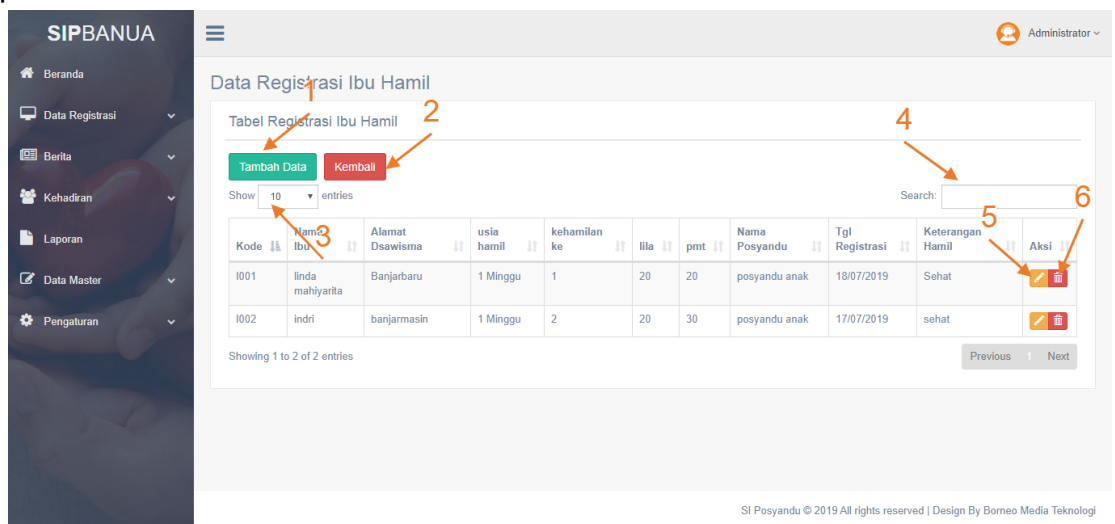 SIPBANUA
Administrator
Beranda
Data Registrasi
Berita
Kehadiran
Laporan
Data Master
Pengaturan
Data Registrasi Ibu Hamil
1
Tabel Registrasi Ibu Hamil
2
4
Tambah Data Kembali
Show 10 entries
Search:
6
5
3
Kode Nama Ibu Alamat Dsawisma usia hamil kehamilan ke lila pmt Nama Posyandu Tgl Registrasi Keterangan Hamil Aksi
I001 linda mahiyarita Banjarbaru 1 Minggu 1 20 20 posyandu anak 18/07/2019 Sehat
I002 indri banjarmasin 1 Minggu 2 20 30 posyandu anak 17/07/2019 sehat
Showing 1 to 2 of 2 entries
Previous 1 Next
SI Posyandu © 2019 All rights reserved | Design By Borneo Media Teknologi